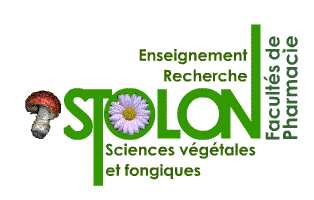 Enseignement
Recherche
STOLON
Sciences végétales
et fongiques
Facultés de
Pharmacie